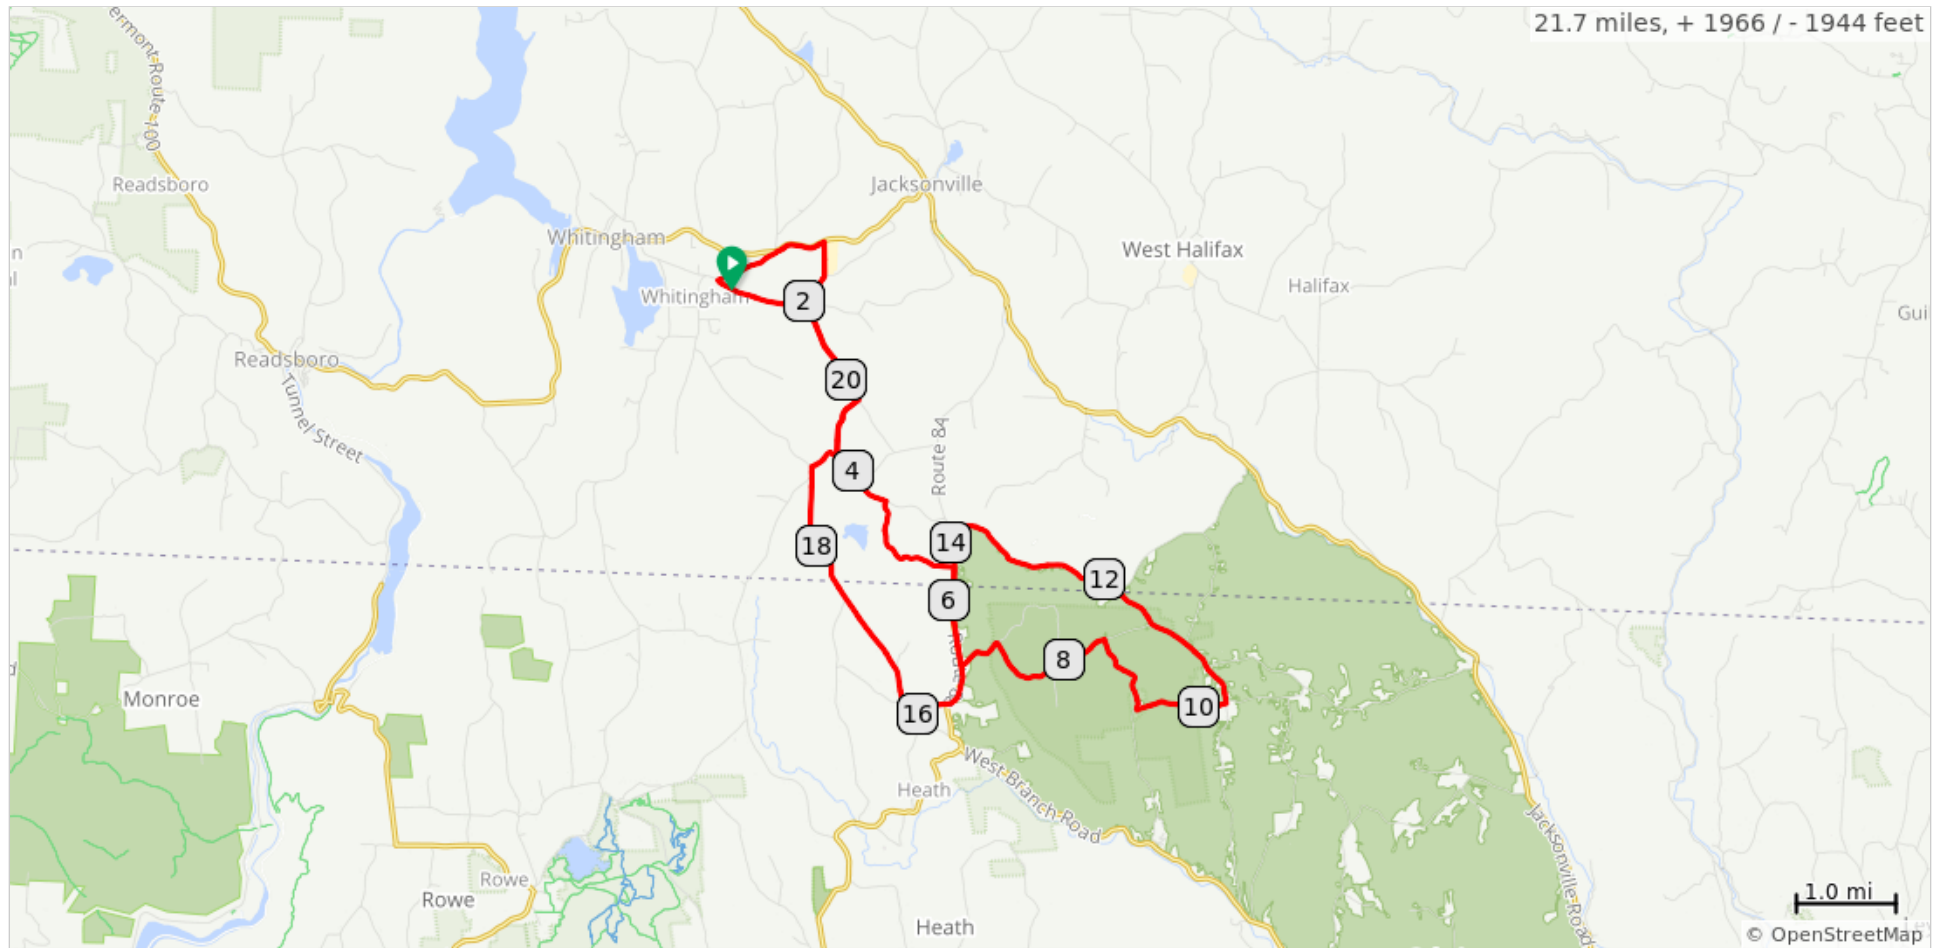 21.7 miles, + 1966 / - 1944 feet
ermont Route 100
Readsboro
Jacksonville
Whitingham
West Halifax
Halifax
Whitingham
2
Gui
Readsboro
20
Tunnel Street
Route 84
4
14
18
12
6
8
Monroe
10
16
West Branch Road
Heath
Rowe
Rowe
Heath
Jacksonville Road
1.0 mi
© OpenStreetMap